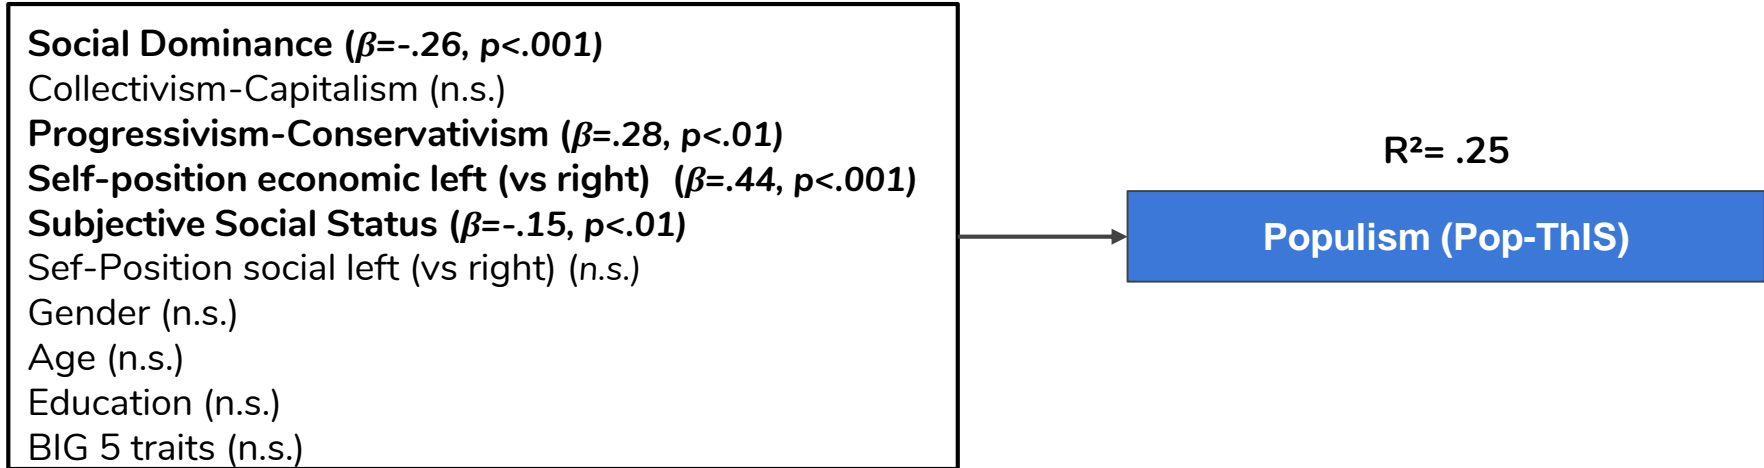 Social Dominance (β=-.26, p<.001)
Collectivism-Capitalism (n.s.)
Progressivism-Conservativism (β=.28, p<.01)
Self-position economic left (vs right) (β=.44, p<.001)
Subjective Social Status (β=-.15, p<.01)
Sef-Position social left (vs right) (n.s.)
Gender (n.s.)
Age (n.s.)
Education (n.s.)
BIG 5 traits (n.s.)
R²= .25
Populism (Pop-ThIS)